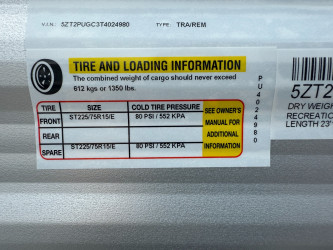 V.I.N.: 5ZT2PUGC3T4024980 TYPE: TRA/REM
TIRE AND LOADING INFORMATION
The combined weight of cargo should never exceed
612 kgs or 1350 lbs.
TIRE SIZE COLD TIRE PRESSURE SEE OWNER'S MANUAL FOR ADDITIONAL INFORMATION
FRONT ST225/75R15/E 80 PSI / 552 KPA
REAR
SPARE ST225/75R15/E 80 PSI / 552 KPA
PU4024980
5ZT2
DRY WEIG
RECREATIO
LENGTH 23'